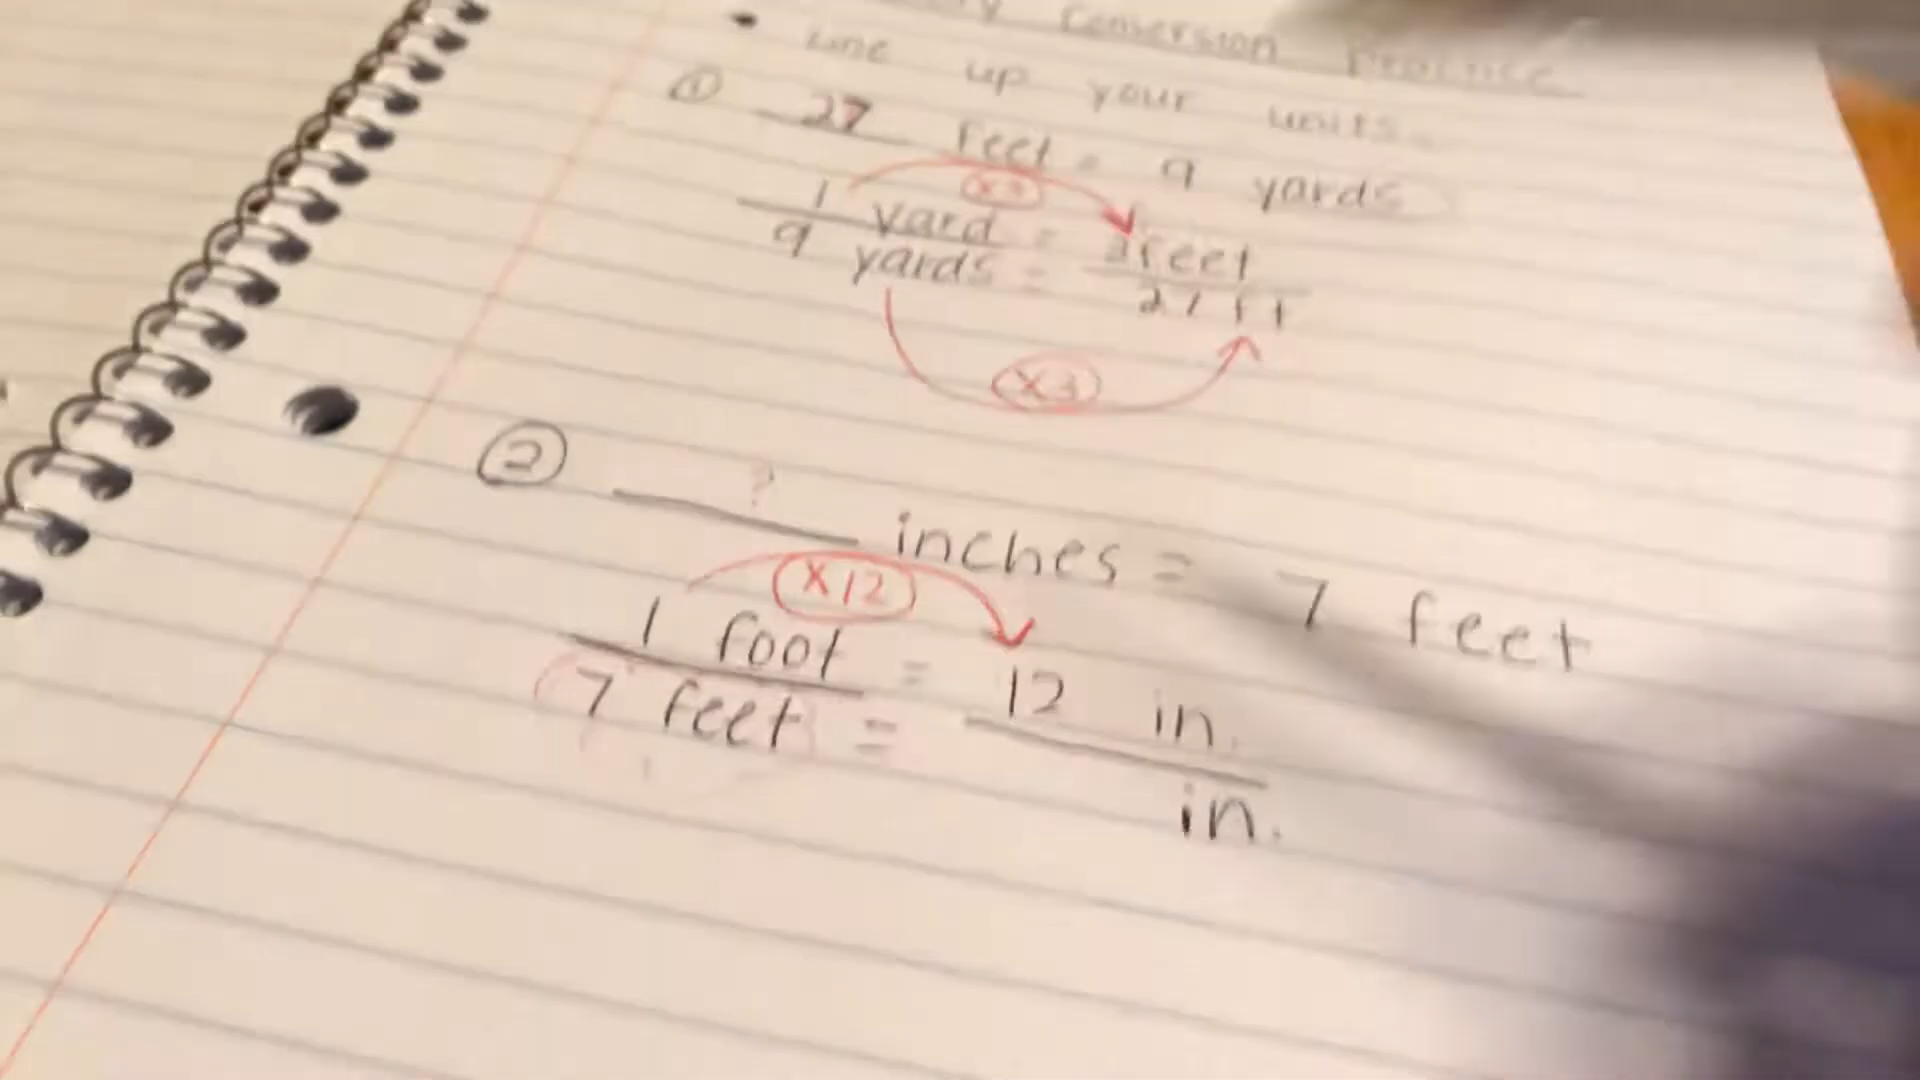 Conversion Practice
• Line up your units.
① 27 feet = 9 yards
x3
1 yard = 3 feet
9 yards = 27 ft
x3
② ? inches = 7 feet
x12
1 foot = 12 in.
7 feet = in.